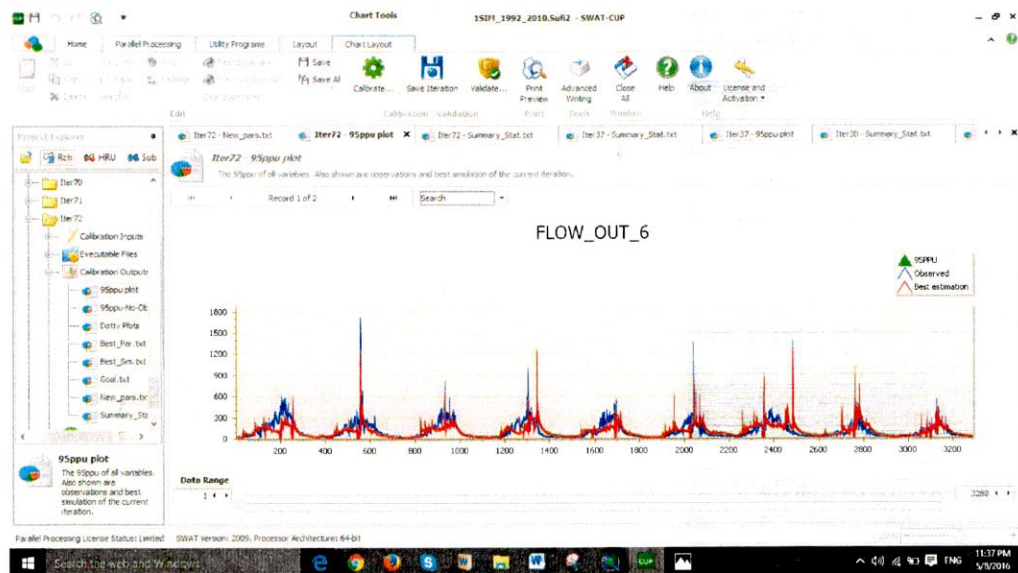 Chart Tools
1SIM_1992_2010.Sufi2 - SWAT-CUP
Home
Parallel Processing
Utility Programs
Layout
Chart Layout
Save
Save All
Calibrate...
Save Iteration
Validate...
Print Preview
Advanced Writing
Close All
Help
About
License and Activation
Edit
Calibration
Validation
Print
Tools
Window
Help
Project Explorer
Iter72 - New_pars.txt
Iter72 - 95ppu plot
Iter72 - Summary_Stat.txt
Iter37 - Summary_Stat.txt
Iter37 - 95ppu plot
Iter30 - Summary_Stat.txt
Rch
HRU
Sub
Iter72 - 95ppu plot
The 95ppu of all variables. Also shown are observations and best simulation of the current iteration.
Iter70
Iter71
Iter72
Calibration Inputs
Executable Files
Calibration Outputs
95ppu plot
95ppu-No-Ob
Dotty Plots
Best_Par.txt
Best_Sim.txt
Goal.txt
New_pars.txt
Summary_Sta
Record 1 of 2
Search
FLOW_OUT_6
95PPU
Observed
Best estimation
1800
1500
1200
900
600
300
0
200 400 600 800 1000 1200 1400 1600 1800 2000 2200 2400 2600 2800 3000 3200
95ppu plot
The 95ppu of all variables.
Also shown are
observations and best
simulation of the current
iteration.
Data Range
1
3288
Parallel Processing License Status: Limited
SWAT Version: 2009, Processor Architecture: 64-bit
Search the web and Windows
CUP
ENG
11:37 PM
5/8/2016